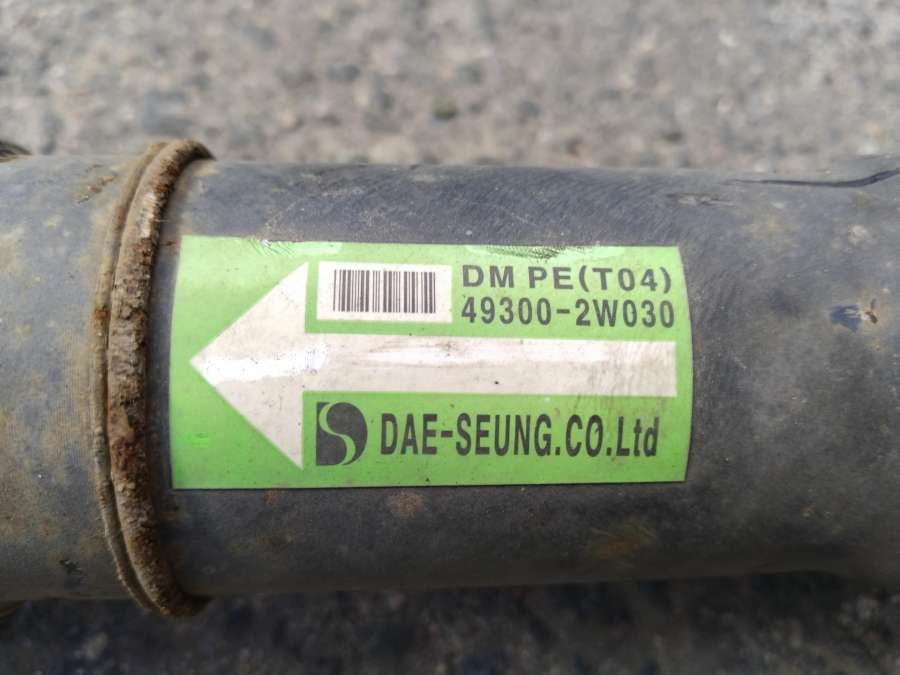 DM PE(T04)
49300-2W030
DAE-SEUNG.CO.Ltd